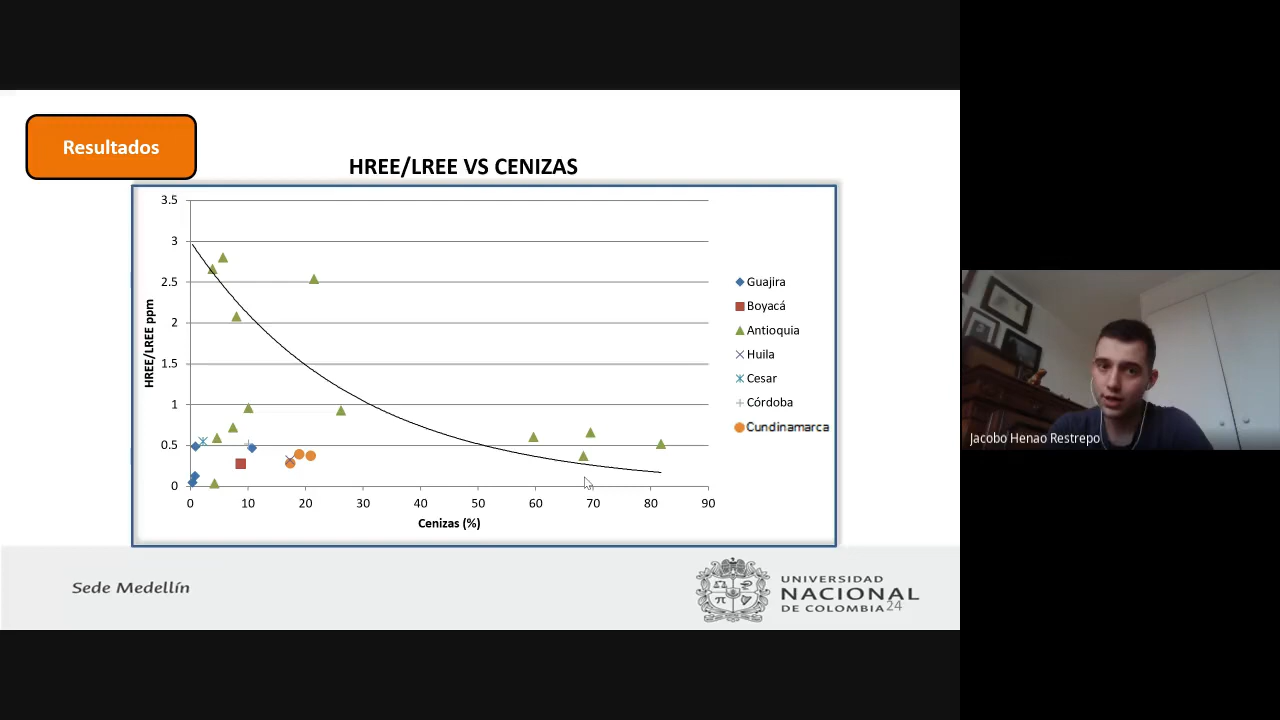 Resultados
HREE/LREE VS CENIZAS
3.5
3
2.5
2
1.5
1
0.5
0
HREE/LREE ppm
0 10 20 30 40 50 60 70 80 90
Cenizas (%)
Guajira
Boyacá
Antioquia
Huila
Cesar
Córdoba
Cundinamarca
Jacobo Henao Restrepo
Sede Medellín
UNIVERSIDAD
NACIONAL
DE COLOMBIA
24